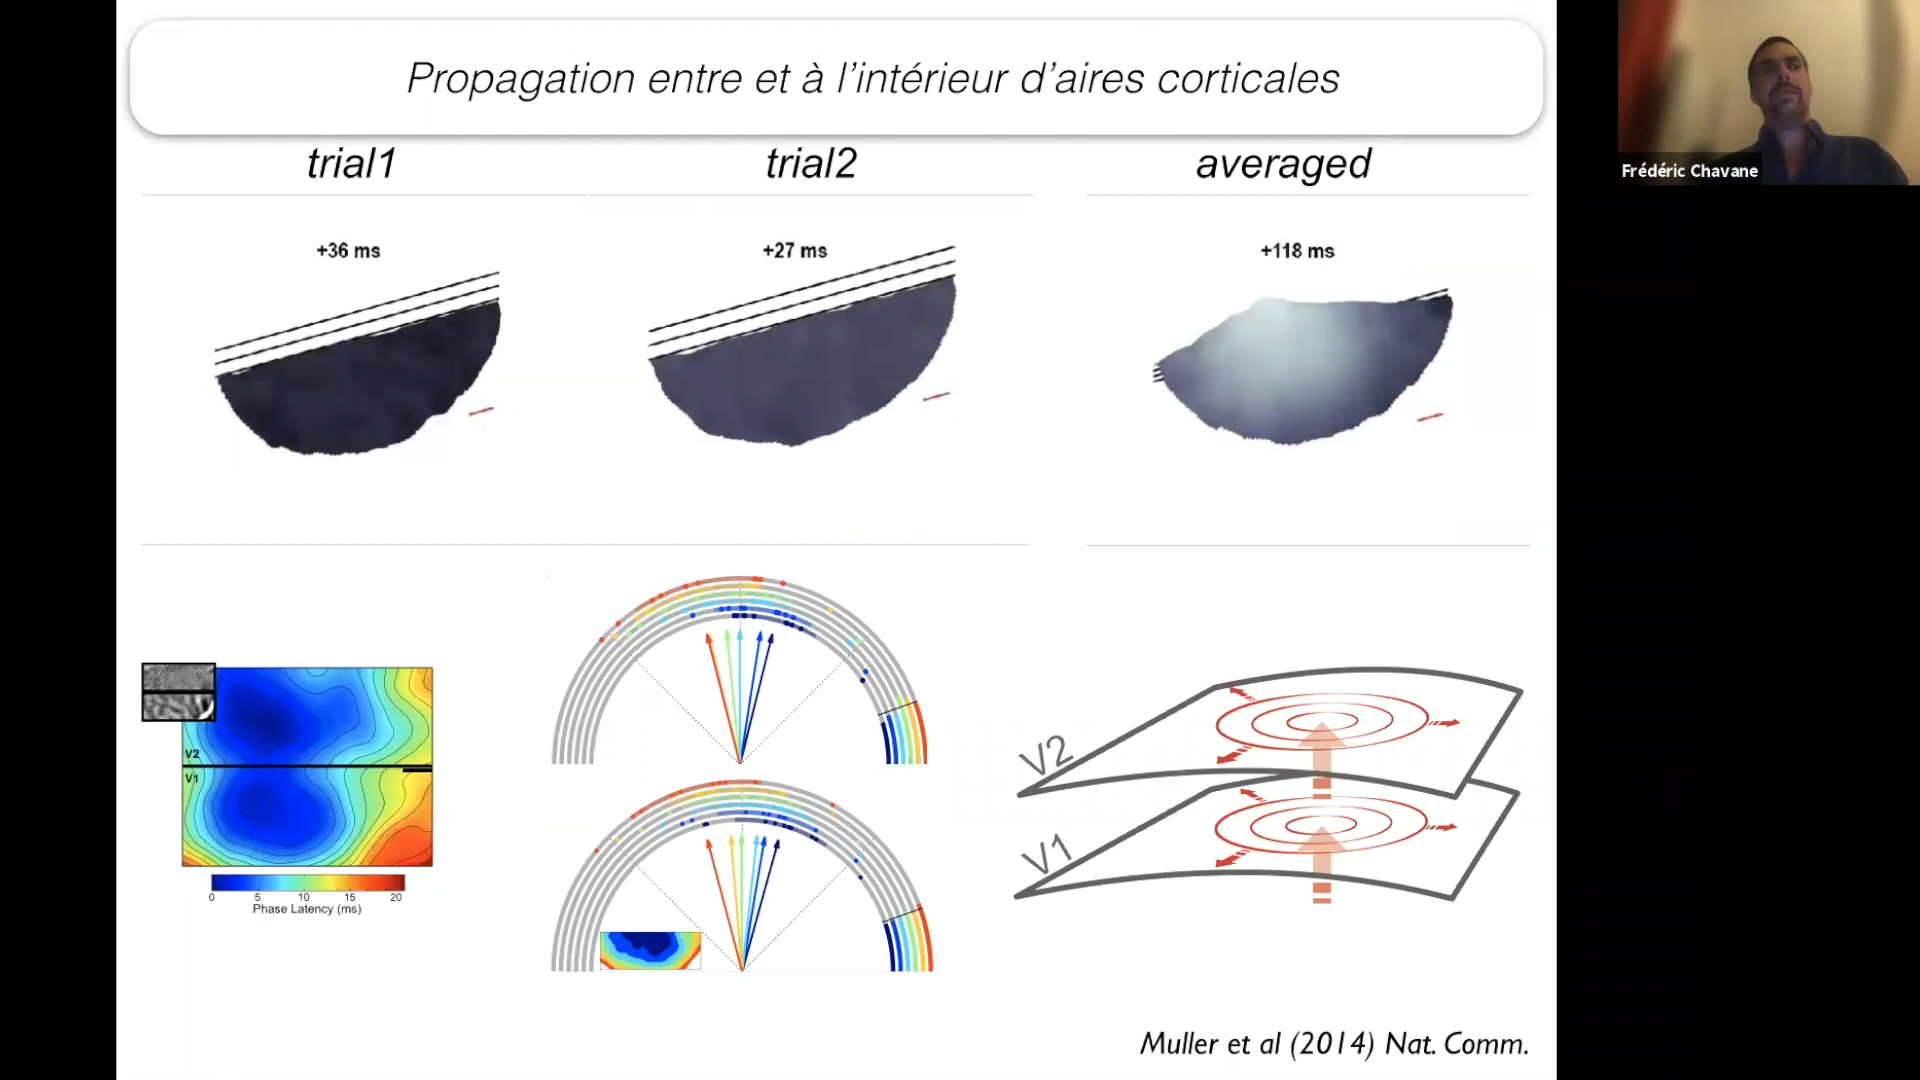 Propagation entre et à l'intérieur d'aires corticales
Frédéric Chavane
trial1
trial2
averaged
+36 ms
+27 ms
+118 ms
V2
V1
0 5 10 15 20
Phase Latency (ms)
V2
V1
Muller et al (2014) Nat. Comm.